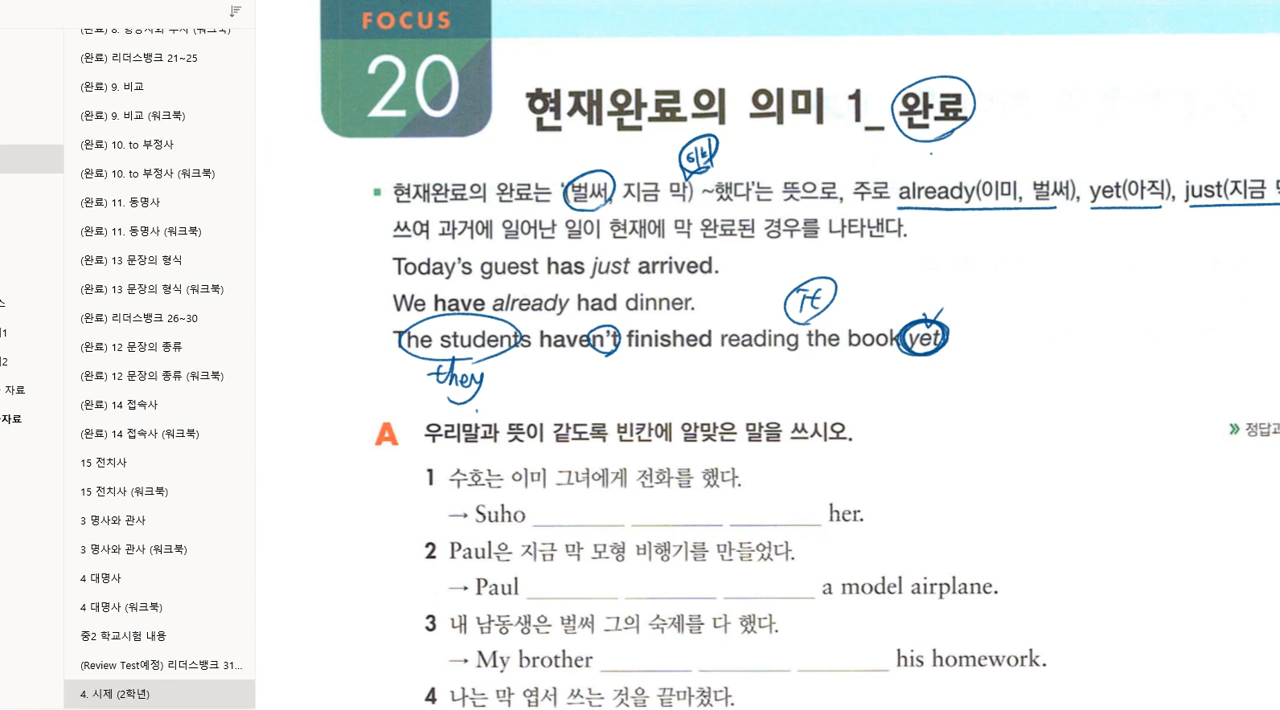 (완료) 리더스뱅크 21~25
(완료) 9. 비교
(완료) 9. 비교 (워크북)
(완료) 10. to 부정사
(완료) 10. to 부정사 (워크북)
(완료) 11. 동명사
(완료) 11. 동명사 (워크북)
(완료) 13 문장의 형식
(완료) 13 문장의 형식 (워크북)
(완료) 리더스뱅크 26~30
(완료) 12 문장의 종류
(완료) 12 문장의 종류 (워크북)
(완료) 14 접속사
(완료) 14 접속사 (워크북)
15 전치사
15 전치사 (워크북)
3 명사와 관사
3 명사와 관사 (워크북)
4 대명사
4 대명사 (워크북)
중2 학교시험 내용
(Review Test예정) 리더스뱅크 31...
4. 시제 (2학년)
자료
자료
FOCUS
20
현재완료의 의미 1_ 완료
현재완료의 완료는 '(벌써, 지금 막) ~했다'는 뜻으로, 주로 already(이미, 벌써), yet(아직), just(지금
쓰여 과거에 일어난 일이 현재에 막 완료된 경우를 나타낸다.
Today's guest has just arrived.
We have already had dinner.
it
The students haven't finished reading the book yet.
they
A 우리말과 뜻이 같도록 빈칸에 알맞은 말을 쓰시오.
» 정답과
1 수호는 이미 그녀에게 전화를 했다.
→ Suho ______ ______ ______ her.
2 Paul은 지금 막 모형 비행기를 만들었다.
→ Paul ______ ______ ______ a model airplane.
3 내 남동생은 벌써 그의 숙제를 다 했다.
→ My brother ______ ______ ______ his homework.
4 나는 막 엽서 쓰는 것을 끝마쳤다.